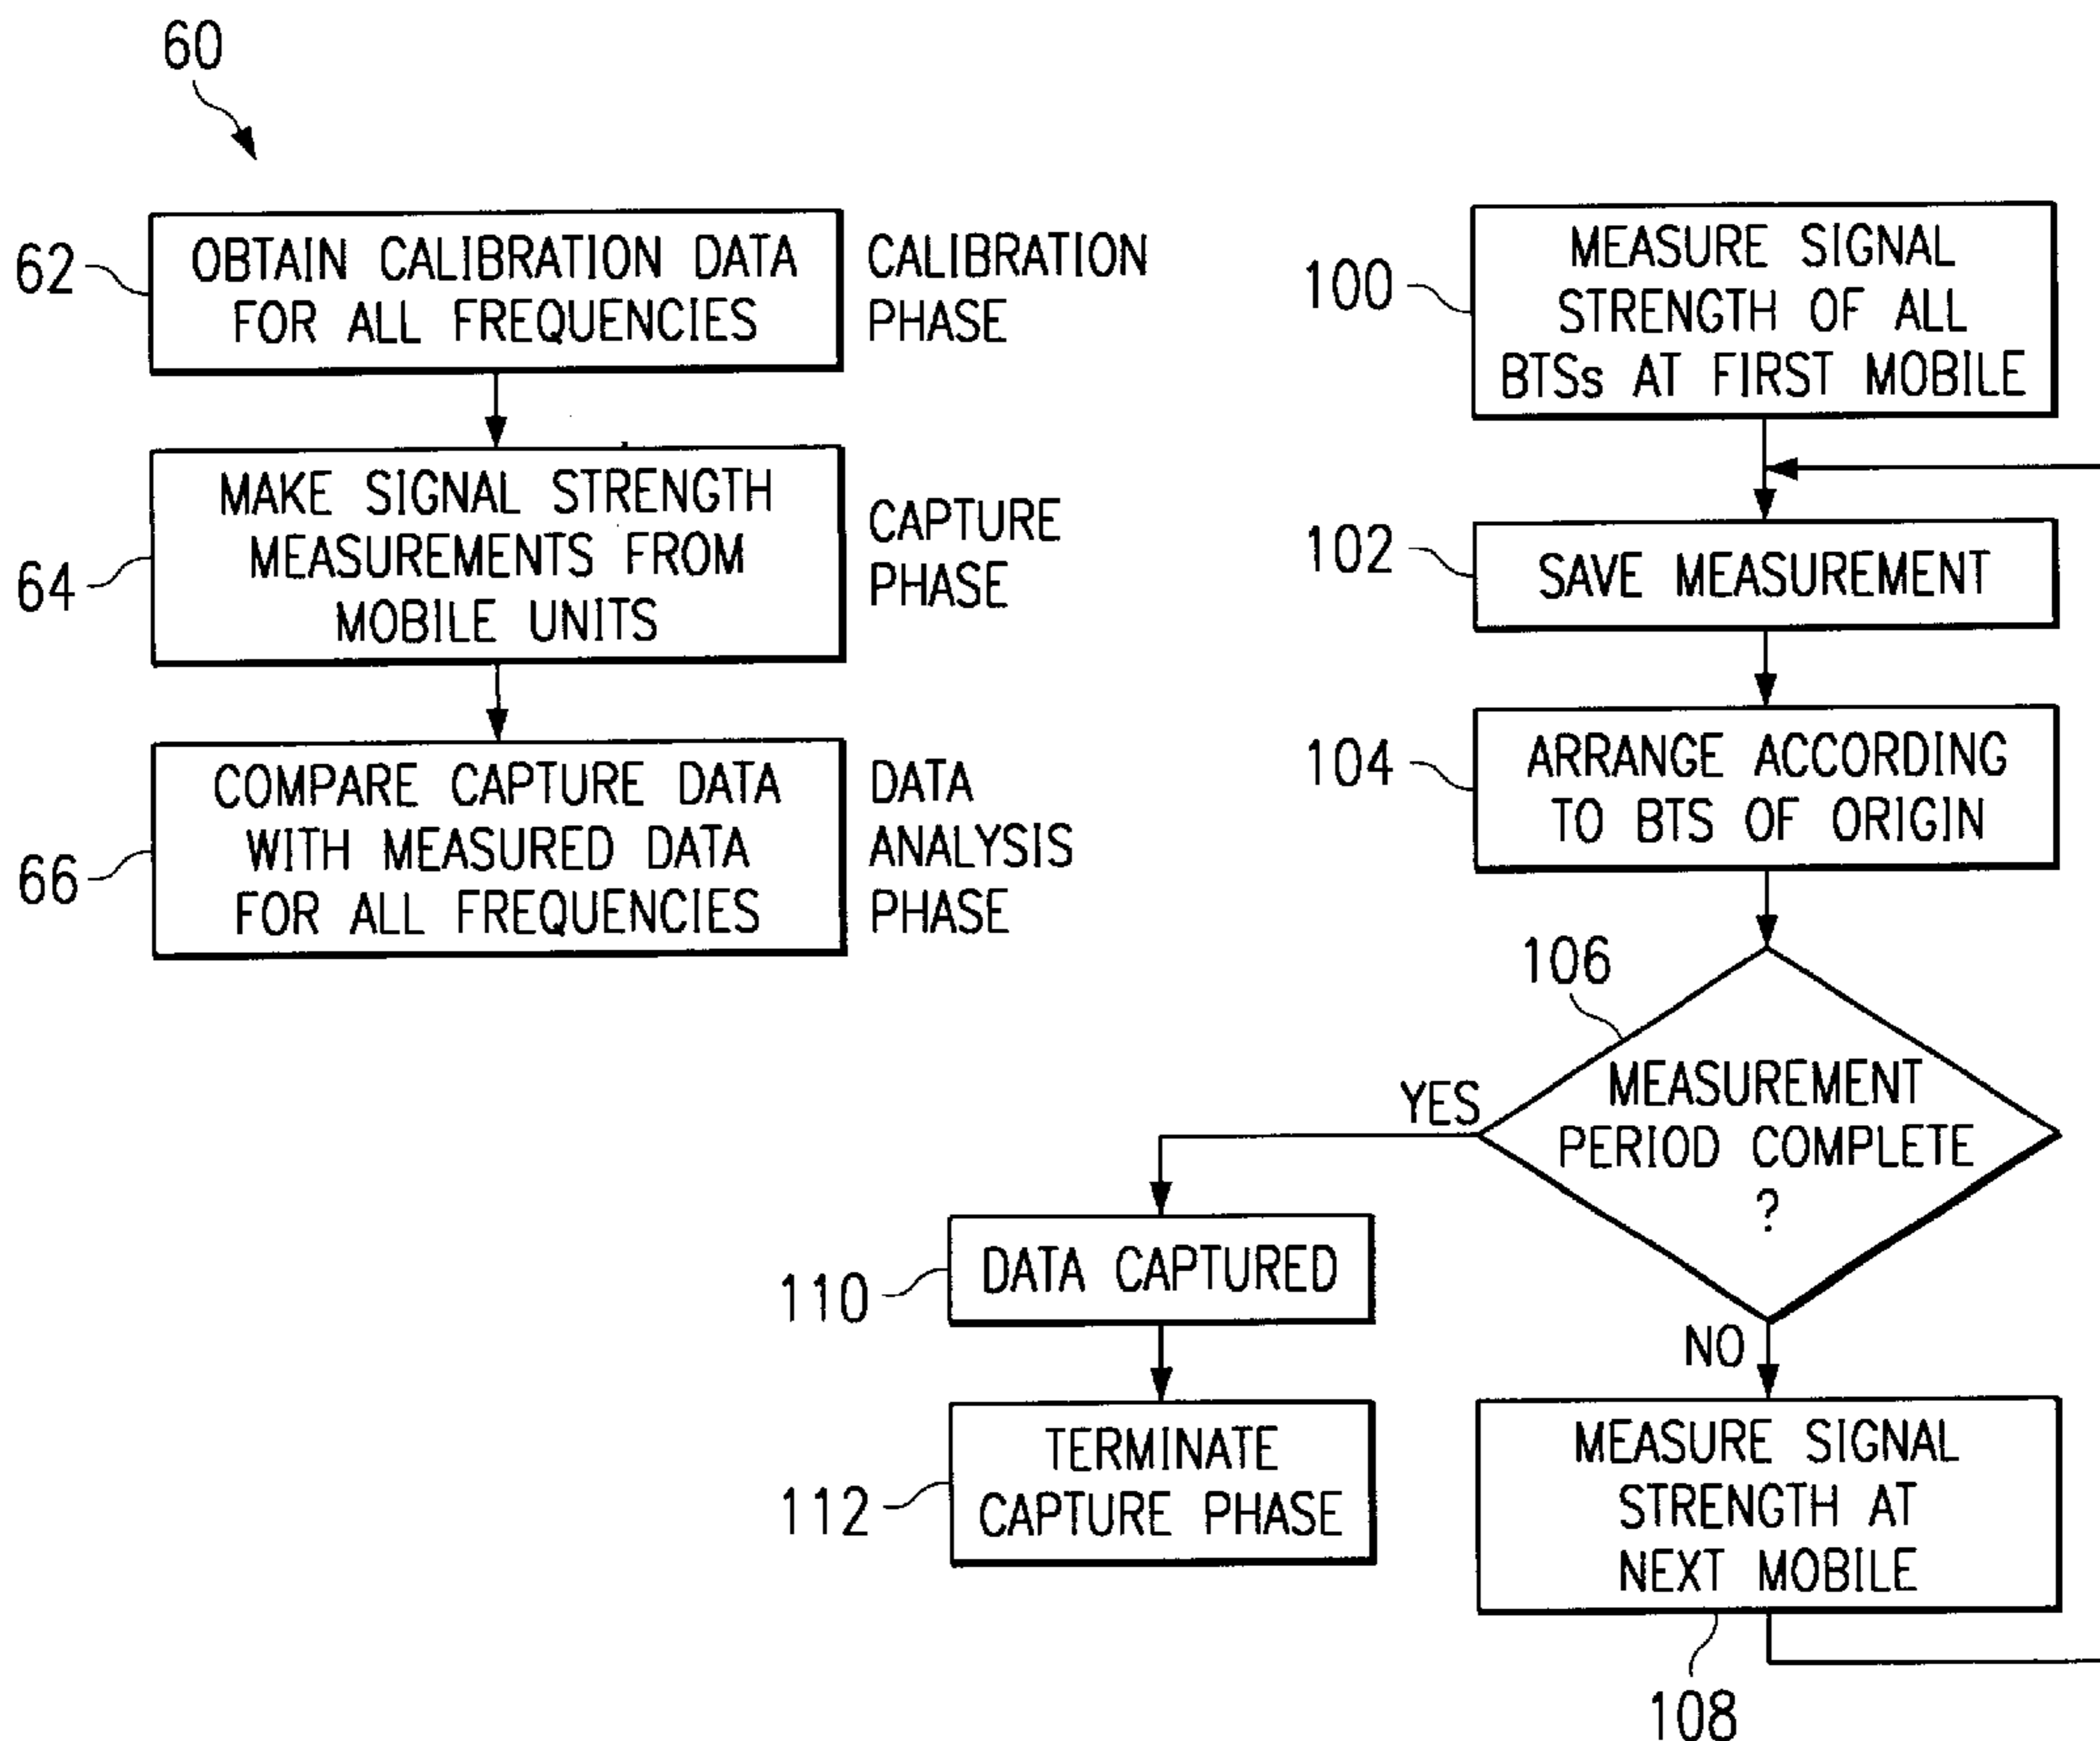 60
62
OBTAIN CALIBRATION DATA
FOR ALL FREQUENCIES
CALIBRATION
PHASE
64
MAKE SIGNAL STRENGTH
MEASUREMENTS FROM
MOBILE UNITS
CAPTURE
PHASE
66
COMPARE CAPTURE DATA
WITH MEASURED DATA
FOR ALL FREQUENCIES
DATA
ANALYSIS
PHASE
100
MEASURE SIGNAL
STRENGTH OF ALL
BTSs AT FIRST MOBILE
102
SAVE MEASUREMENT
104
ARRANGE ACCORDING
TO BTS OF ORIGIN
106
MEASUREMENT
PERIOD COMPLETE
?
YES
NO
110
DATA CAPTURED
112
TERMINATE
CAPTURE PHASE
MEASURE SIGNAL
STRENGTH AT
NEXT MOBILE
108